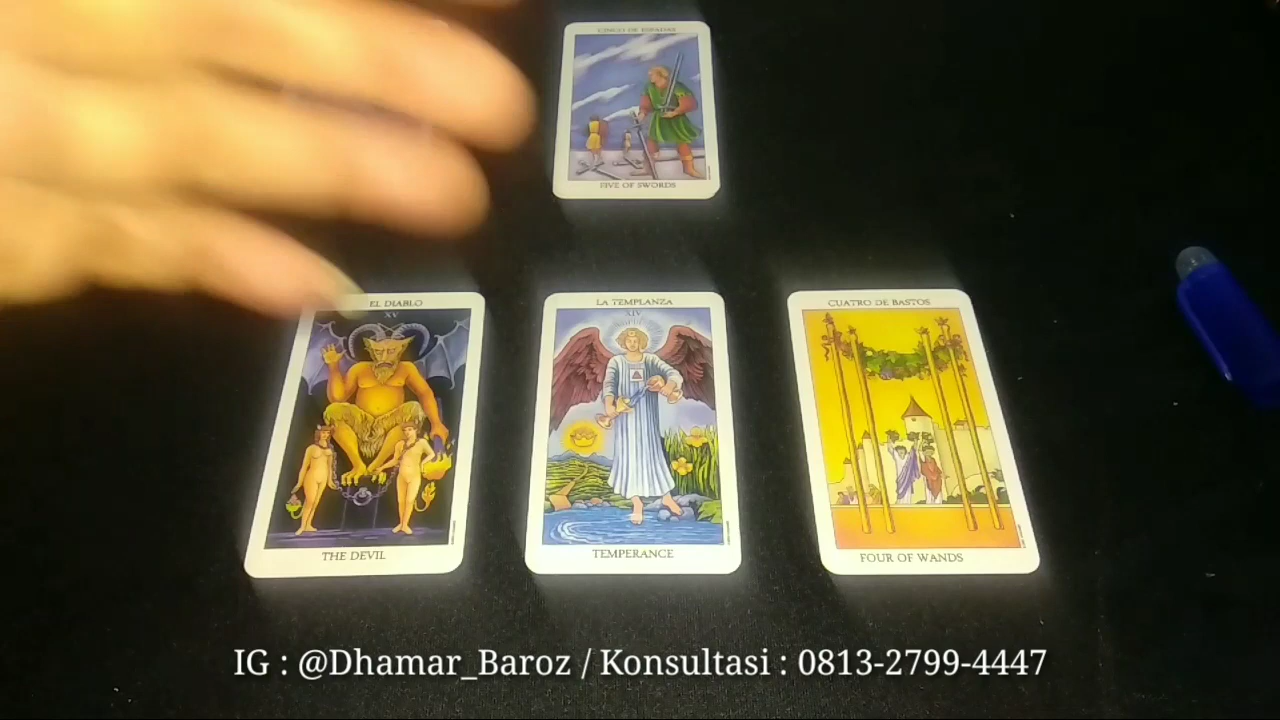 CINCO DE ESPADAS
FIVE OF SWORDS
EL DIABLO
XV
THE DEVIL
LA TEMPLANZA
XIV
TEMPERANCE
CUATRO DE BASTOS
FOUR OF WANDS
IG : @Dhamar_Baroz / Konsultasi : 0813-2799-4447